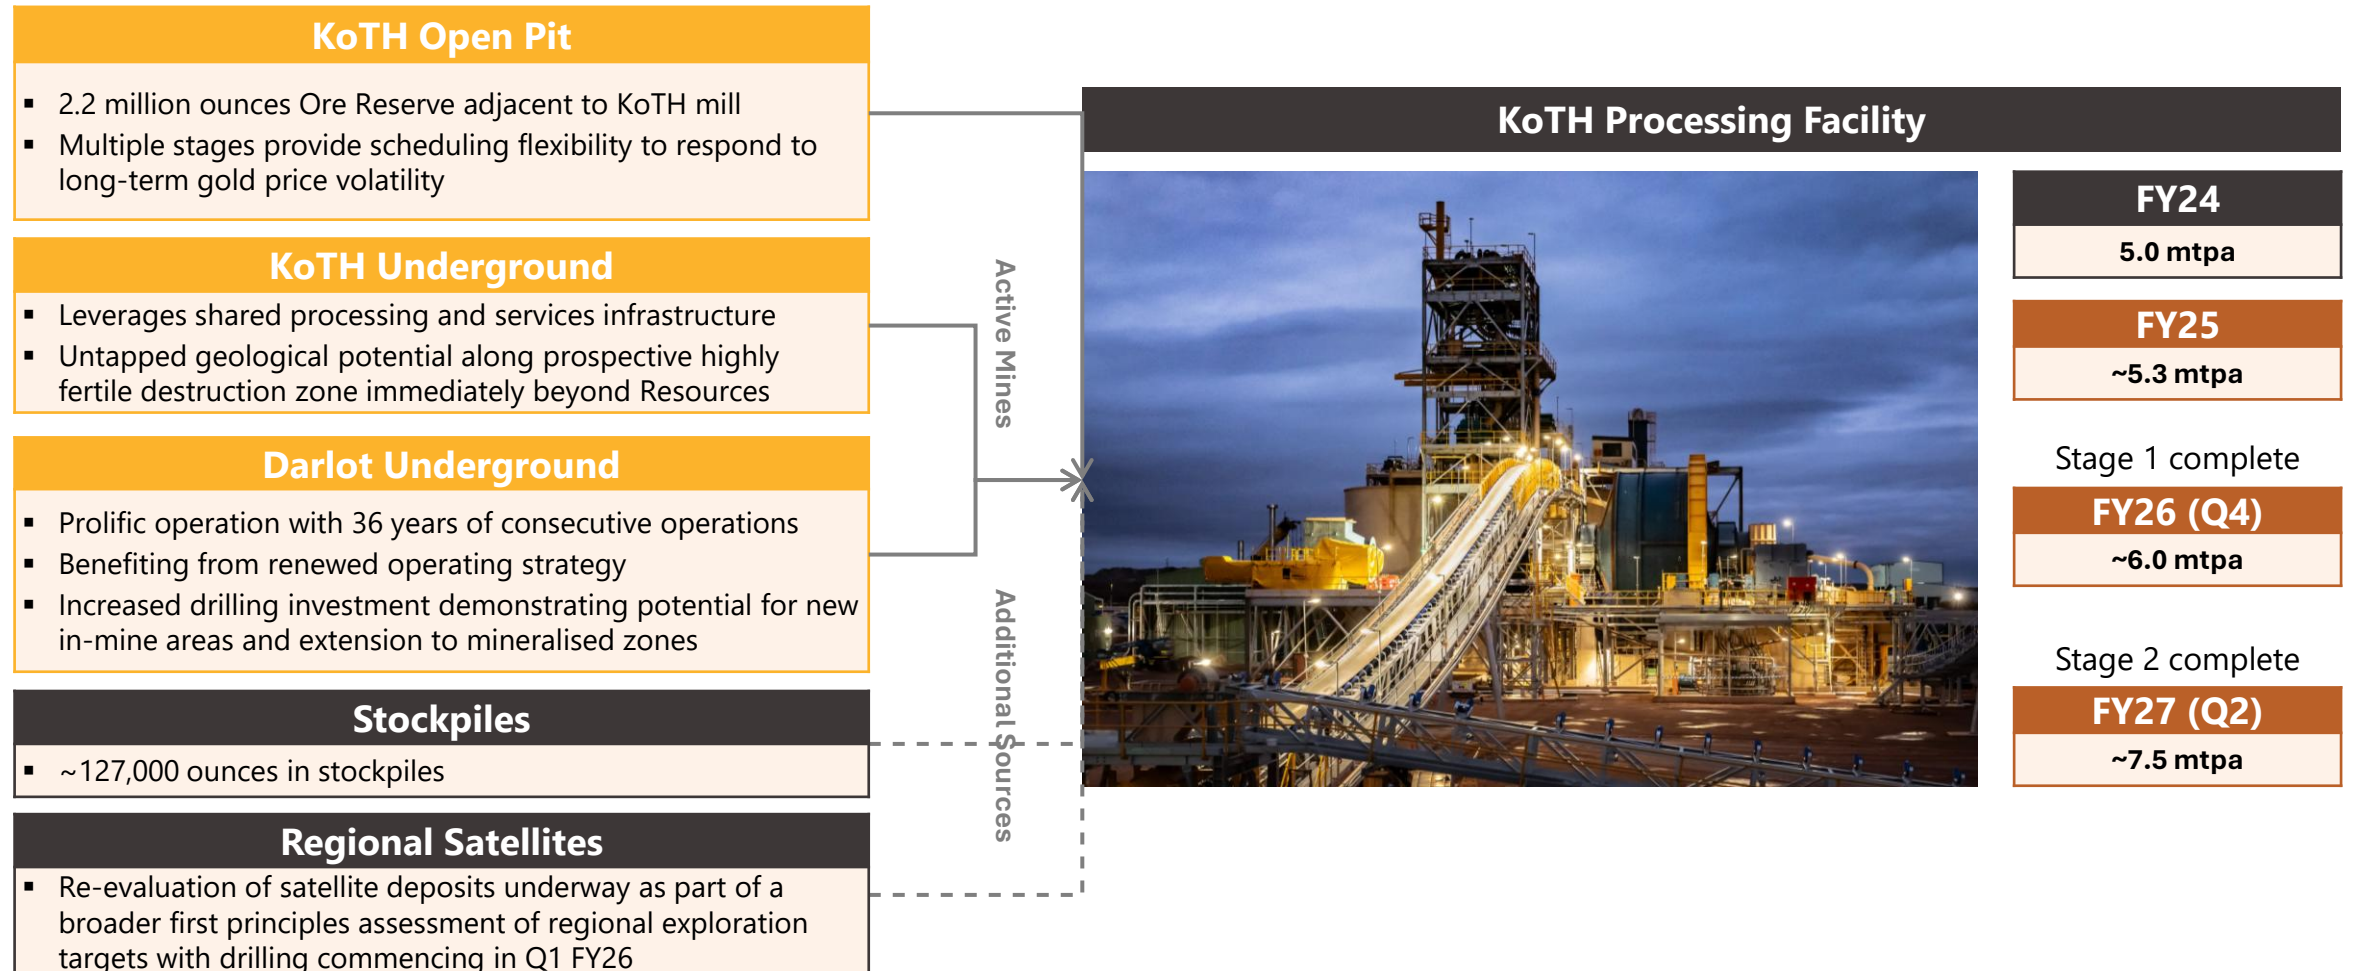 KoTH Open Pit
▪ 2.2 million ounces Ore Reserve adjacent to KoTH mill
▪ Multiple stages provide scheduling flexibility to respond to
long-term gold price volatility
KoTH Underground
▪ Leverages shared processing and services infrastructure
▪ Untapped geological potential along prospective highly
fertile destruction zone immediately beyond Resources
Darlot Underground
▪ Prolific operation with 36 years of consecutive operations
▪ Benefiting from renewed operating strategy
▪ Increased drilling investment demonstrating potential for new
in-mine areas and extension to mineralised zones
Stockpiles
▪ ~127,000 ounces in stockpiles
Regional Satellites
▪ Re-evaluation of satellite deposits underway as part of a
broader first principles assessment of regional exploration
targets with drilling commencing in Q1 FY26
Active Mines
Additional Sources
KoTH Processing Facility
FY24
5.0 mtpa
FY25
~5.3 mtpa
Stage 1 complete
FY26 (Q4)
~6.0 mtpa
Stage 2 complete
FY27 (Q2)
~7.5 mtpa